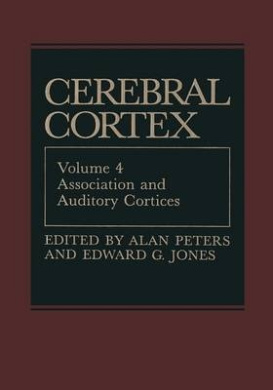 CEREBRAL
CORTEX
Volume 4
Association and
Auditory Cortices
EDITED BY ALAN PETERS
AND EDWARD G. JONES